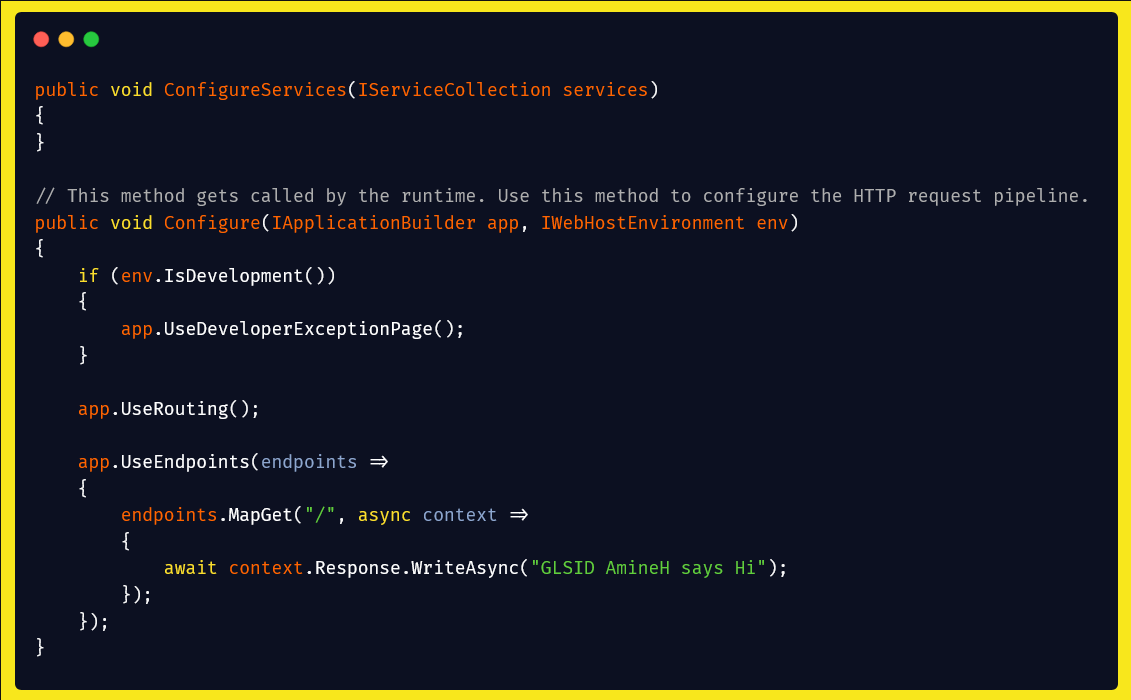 public void ConfigureServices(IServiceCollection services)
{
}
// This method gets called by the runtime. Use this method to configure the HTTP request pipeline.
public void Configure(IApplicationBuilder app, IWebHostEnvironment env)
{
    if (env.IsDevelopment())
    {
        app.UseDeveloperExceptionPage();
    }
    app.UseRouting();
    app.UseEndpoints(endpoints =>
    {
        endpoints.MapGet("/", async context =>
        {
            await context.Response.WriteAsync("GLSID AmineH says Hi");
        });
    });
}